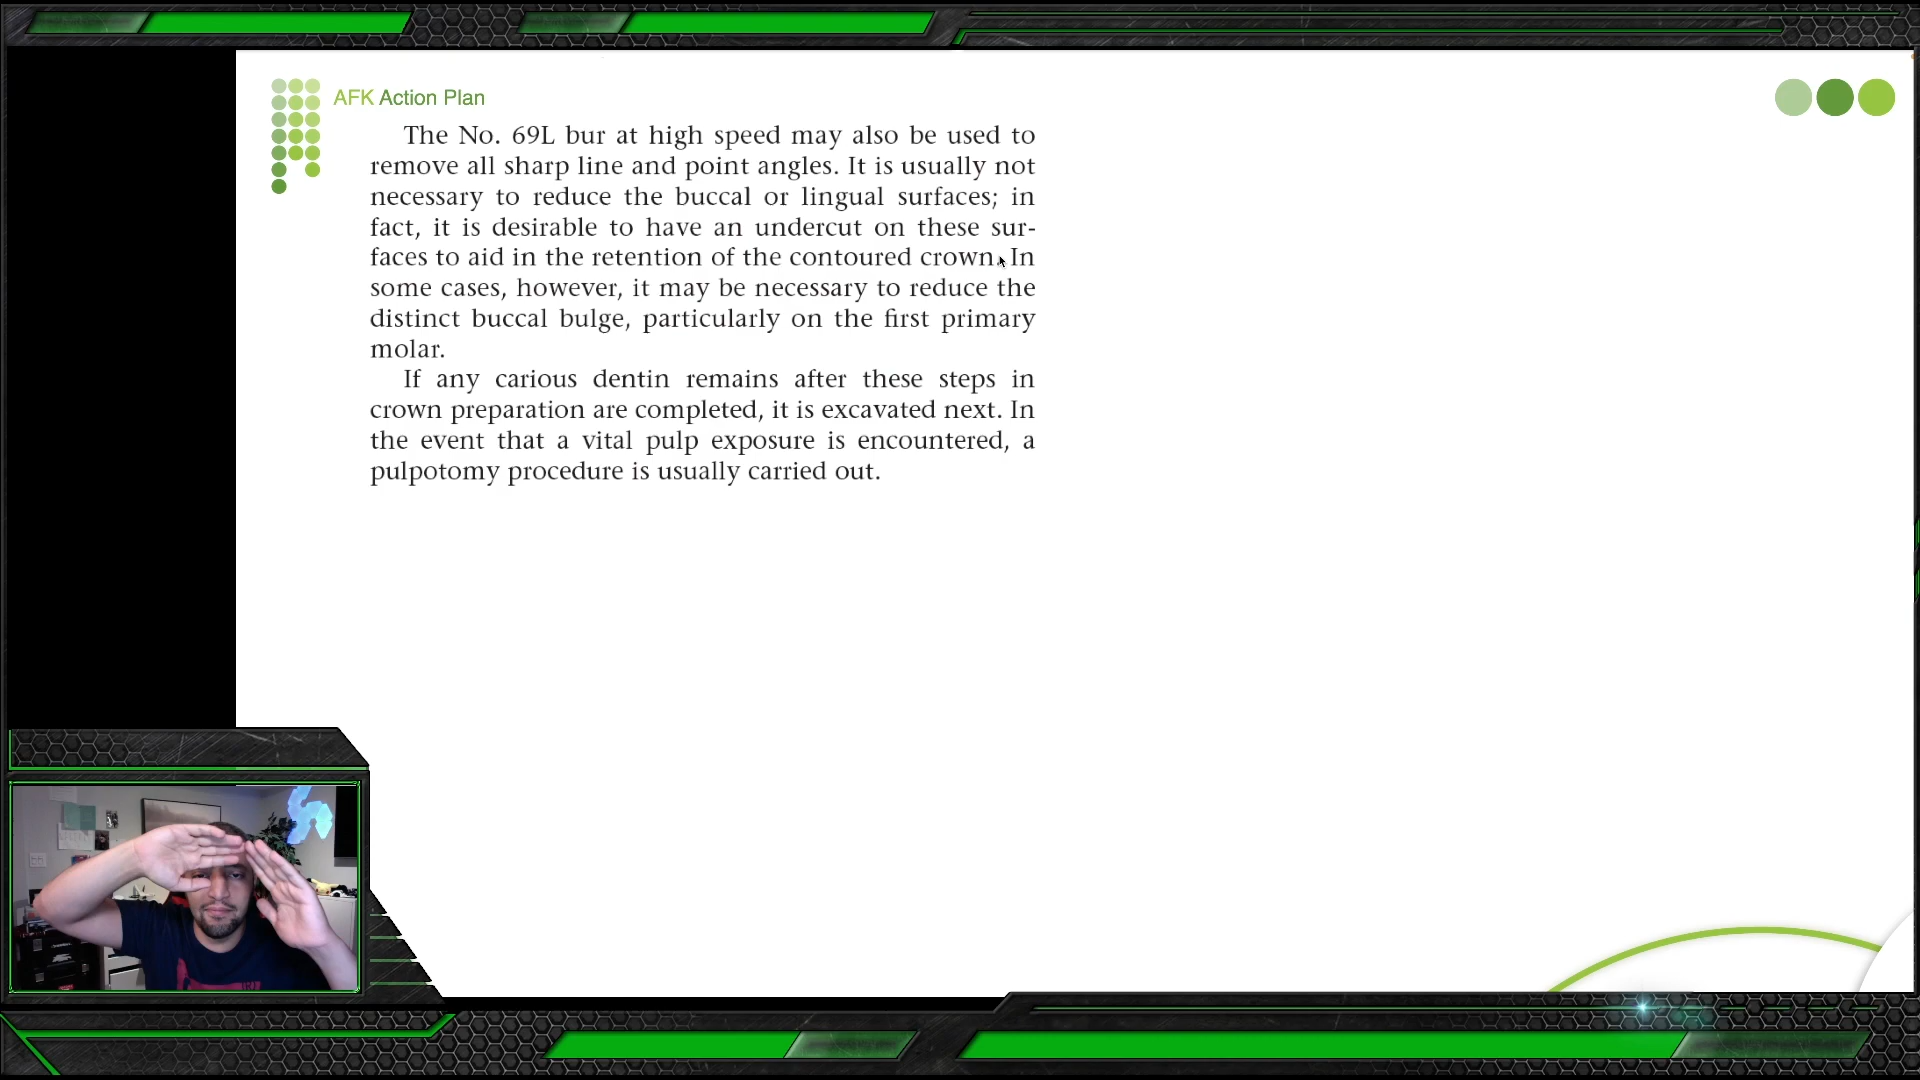 AFK Action Plan
The No. 69L bur at high speed may also be used to
remove all sharp line and point angles. It is usually not
necessary to reduce the buccal or lingual surfaces; in
fact, it is desirable to have an undercut on these sur-
faces to aid in the retention of the contoured crown. In
some cases, however, it may be necessary to reduce the
distinct buccal bulge, particularly on the first primary
molar.
If any carious dentin remains after these steps in
crown preparation are completed, it is excavated next. In
the event that a vital pulp exposure is encountered, a
pulpotomy procedure is usually carried out.